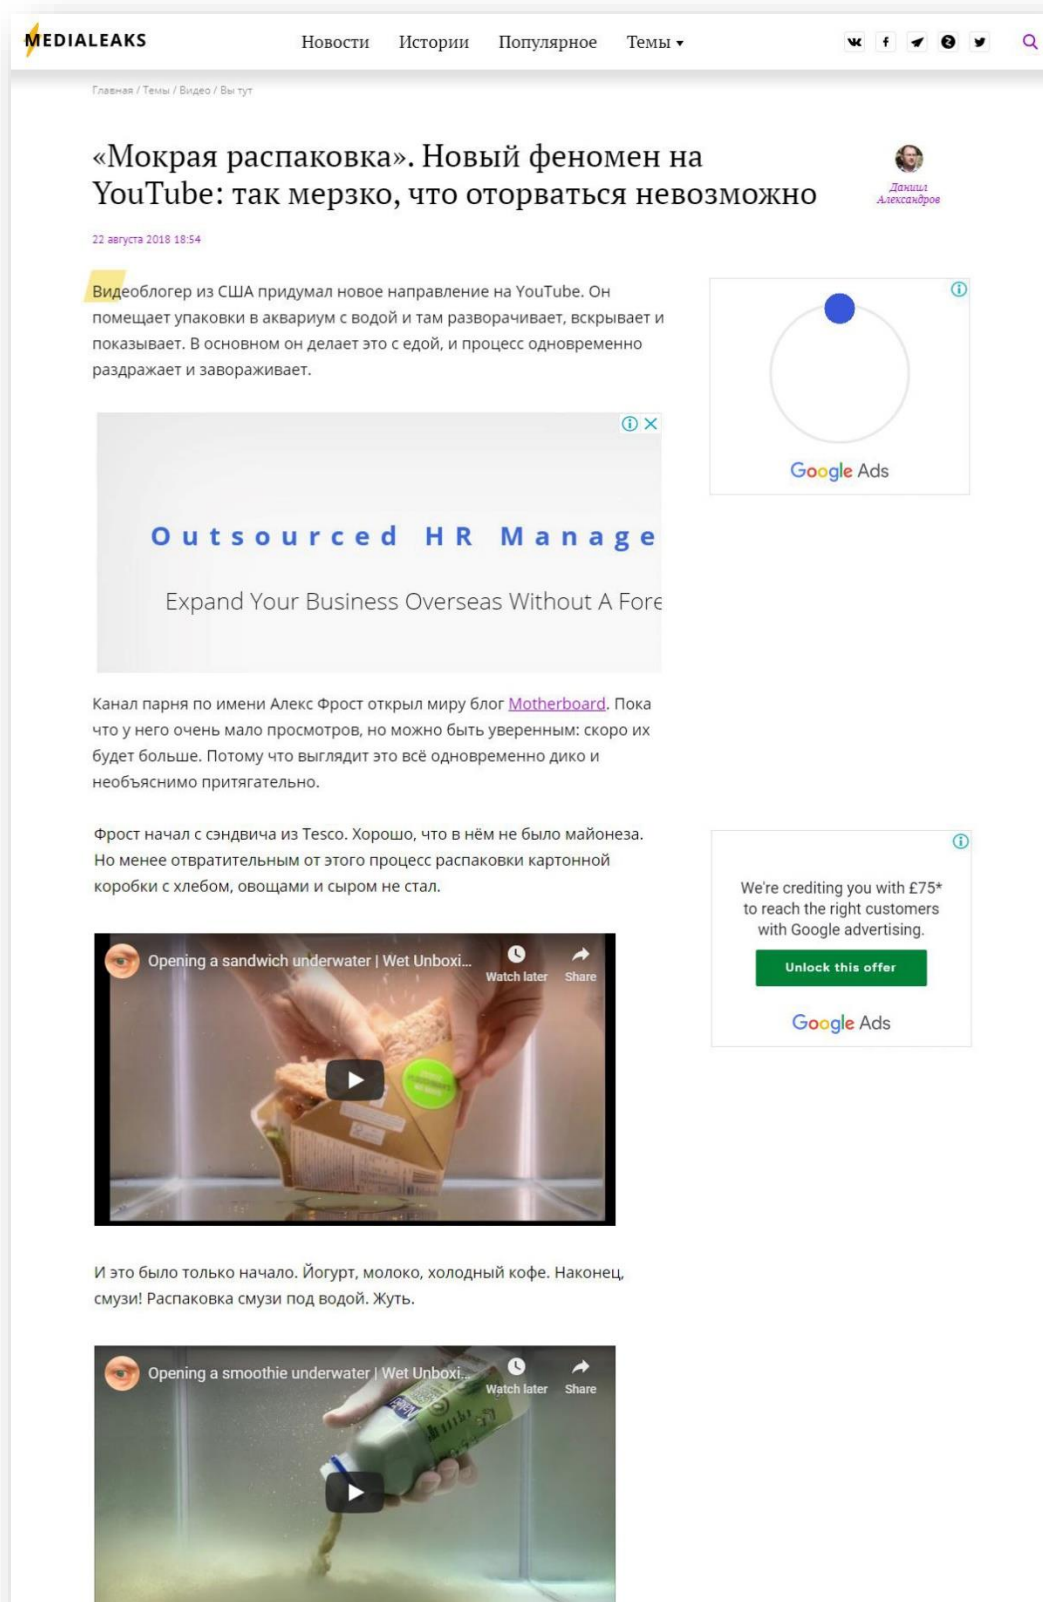 MEDIALEAKS
Новости Истории Популярное Темы
Главная / Темы / Видео / Вы тут
«Мокрая распаковка». Новый феномен на
YouTube: так мерзко, что оторваться невозможно
Даниил
Александров
22 августа 2018 18:54
Видеоблогер из США придумал новое направление на YouTube. Он
помещает упаковки в аквариум с водой и там разворачивает, вскрывает и
показывает. В основном он делает это с едой, и процесс одновременно
раздражает и завораживает.
Google Ads
Outsourced HR Manage
Expand Your Business Overseas Without A Fore
Канал парня по имени Алекс Фрост открыл миру блог Motherboard. Пока
что у него очень мало просмотров, но можно быть уверенным: скоро их
будет больше. Потому что выглядит это всё одновременно дико и
необъяснимо притягательно.
Фрост начал с сэндвича из Tesco. Хорошо, что в нём не было майонеза.
Но менее отвратительным от этого процесс распаковки картонной
коробки с хлебом, овощами и сыром не стал.
We're crediting you with £75*
to reach the right customers
with Google advertising.
Unlock this offer
Google Ads
Opening a sandwich underwater | Wet Unboxi...
Watch later Share
И это было только начало. Йогурт, молоко, холодный кофе. Наконец,
смузи! Распаковка смузи под водой. Жуть.
Opening a smoothie underwater | Wet Unboxi...
Watch later Share